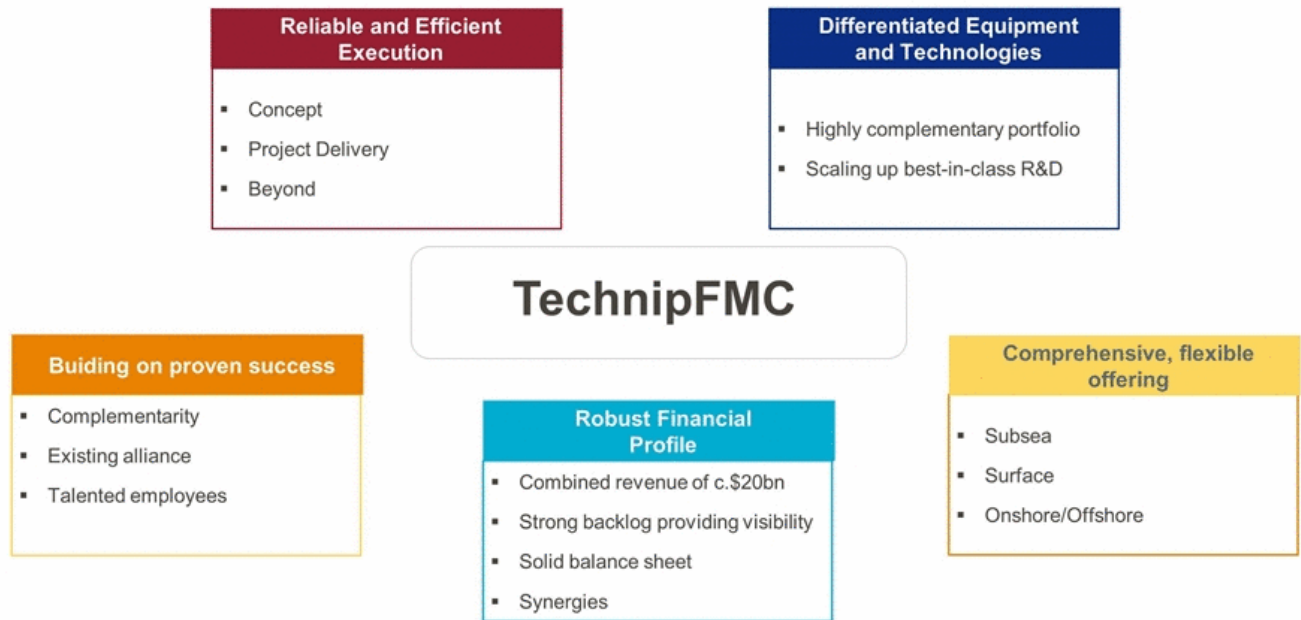 Reliable and Efficient
Execution
▪ Concept
▪ Project Delivery
▪ Beyond
Differentiated Equipment
and Technologies
▪ Highly complementary portfolio
▪ Scaling up best-in-class R&D
TechnipFMC
Buiding on proven success
▪ Complementarity
▪ Existing alliance
▪ Talented employees
Robust Financial
Profile
▪ Combined revenue of c.$20bn
▪ Strong backlog providing visibility
▪ Solid balance sheet
▪ Synergies
Comprehensive, flexible
offering
▪ Subsea
▪ Surface
▪ Onshore/Offshore